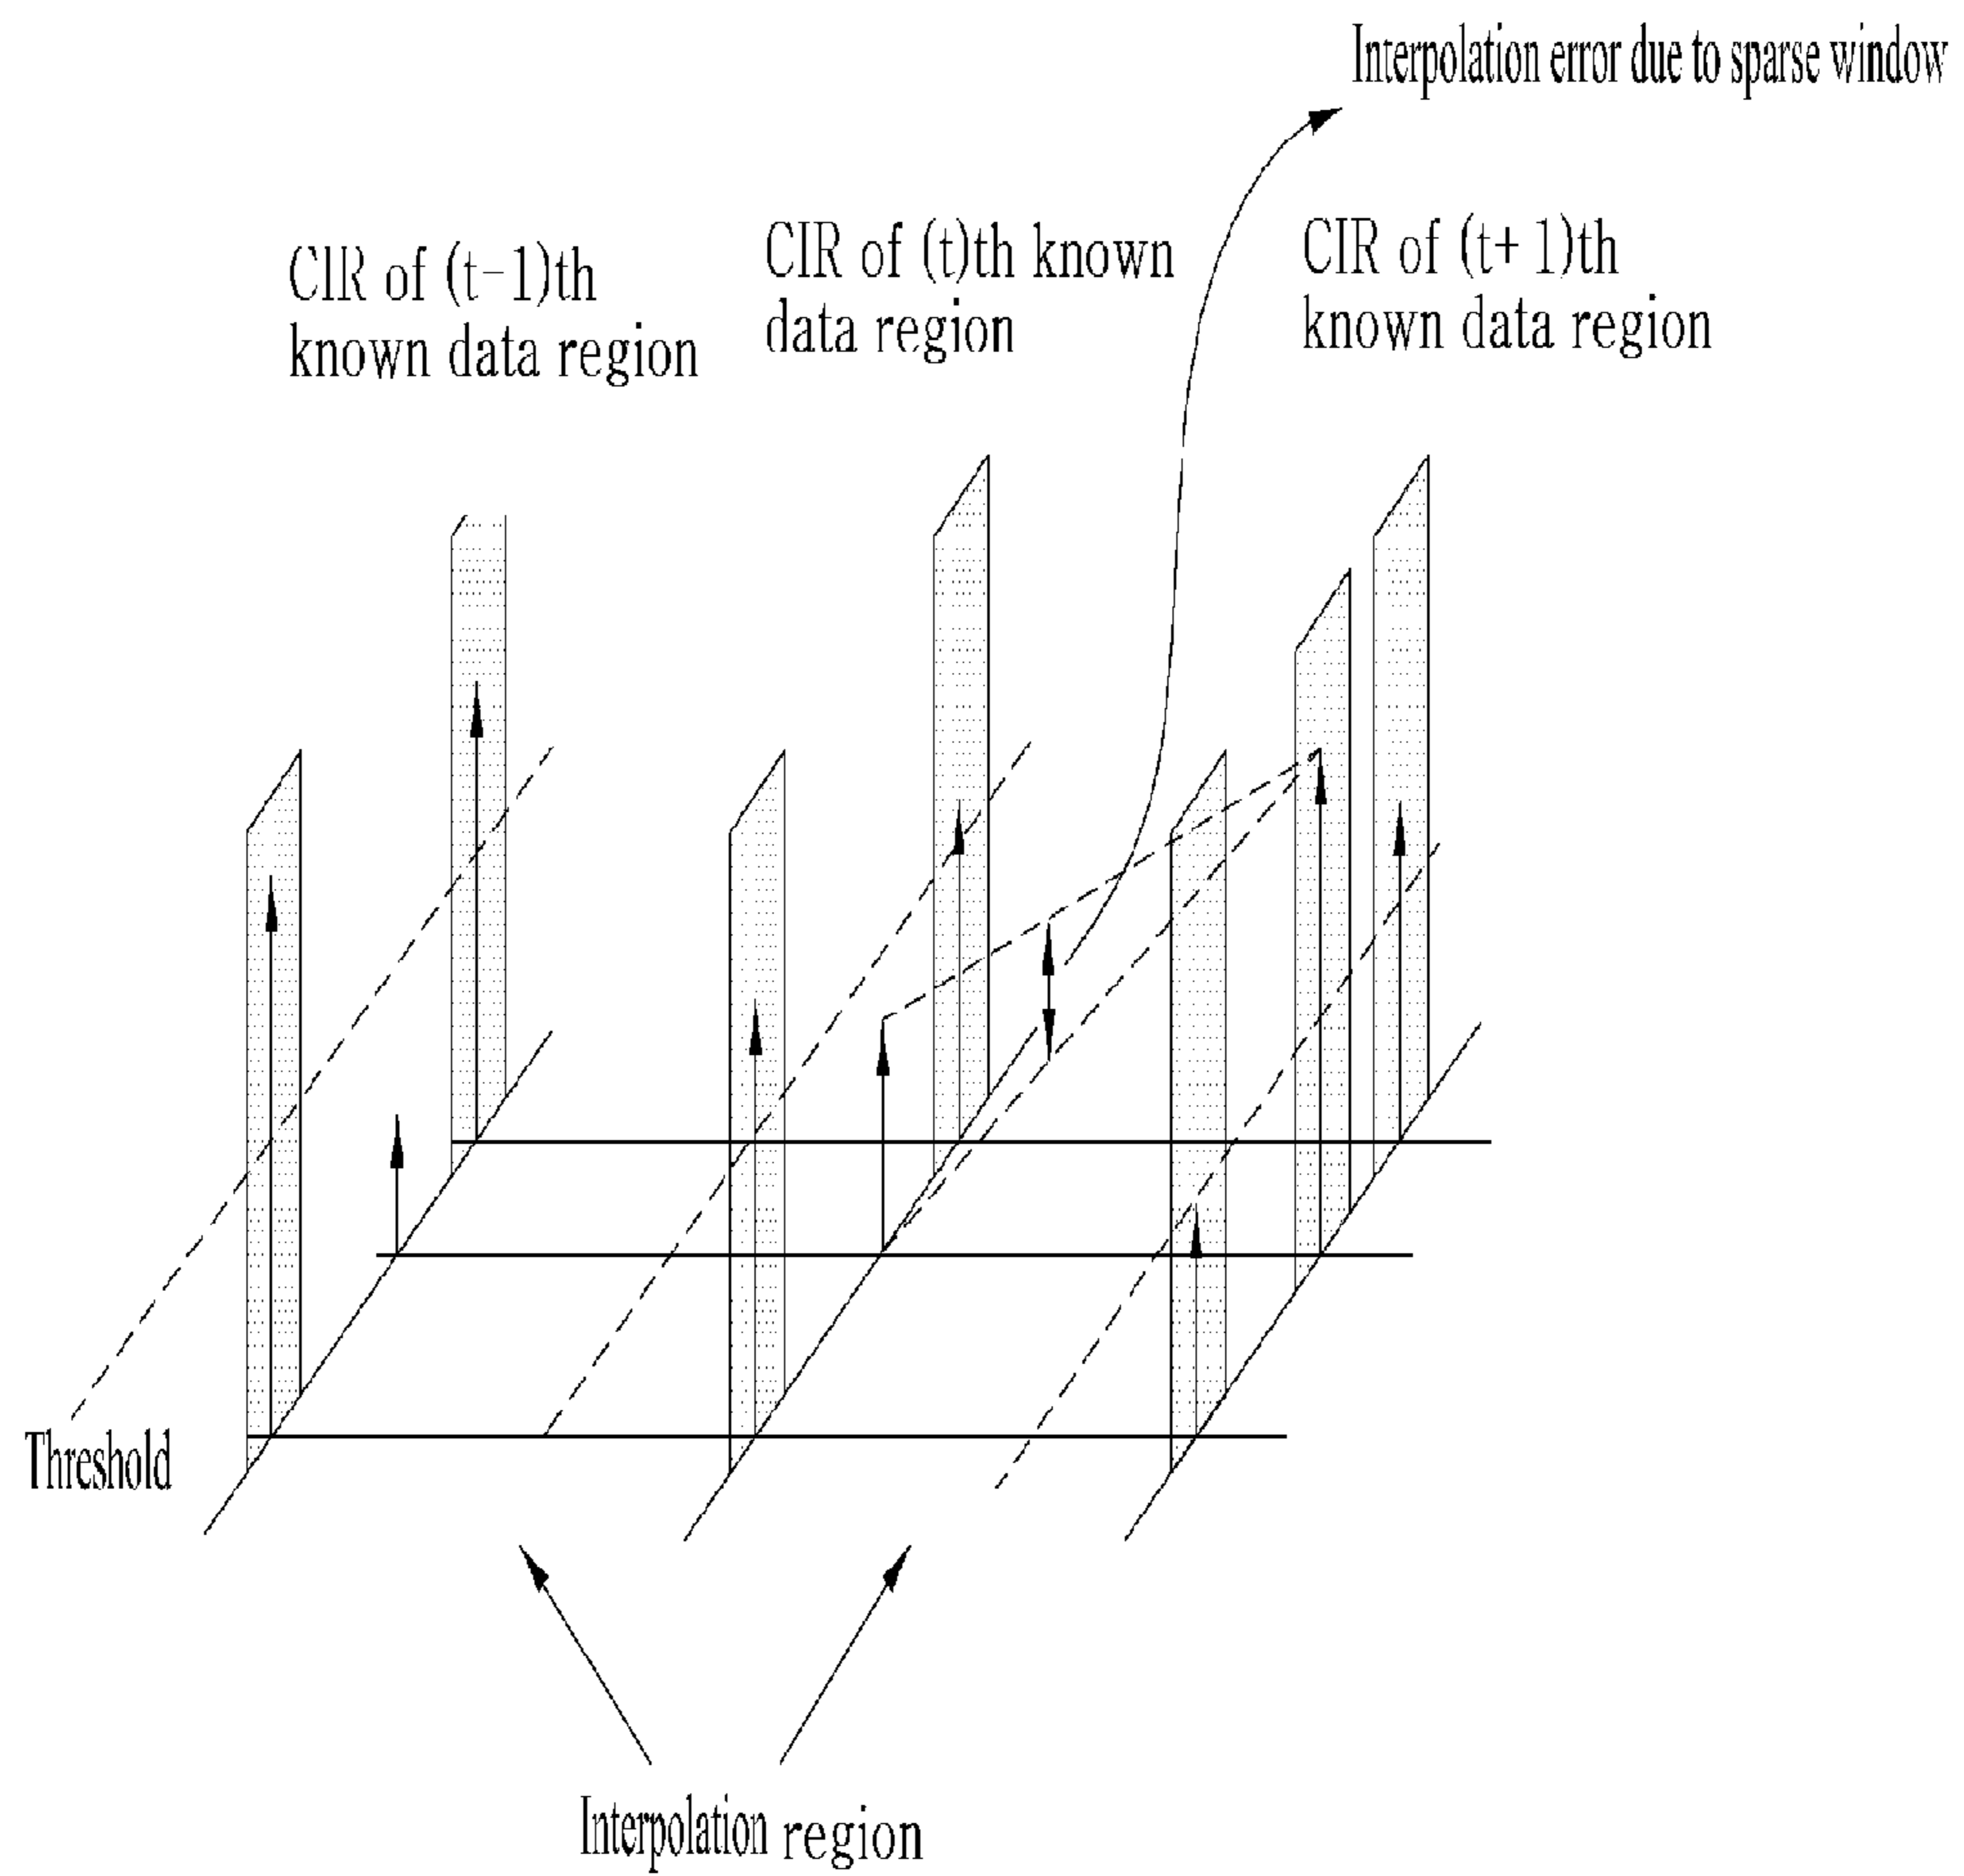 Interpolation error due to sparse window
CIR of (t-1)th
known data region
CIR of (t)th known
data region
CIR of (t+1)th
known data region
Threshold
Interpolation region